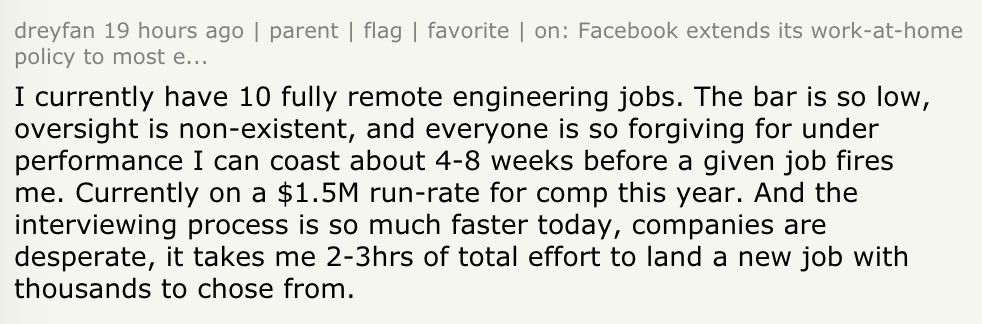 dreyfan 19 hours ago | parent | flag | favorite | on: Facebook extends its work-at-home
policy to most e...
I currently have 10 fully remote engineering jobs. The bar is so low,
oversight is non-existent, and everyone is so forgiving for under
performance I can coast about 4-8 weeks before a given job fires
me. Currently on a $1.5M run-rate for comp this year. And the
interviewing process is so much faster today, companies are
desperate, it takes me 2-3hrs of total effort to land a new job with
thousands to chose from.